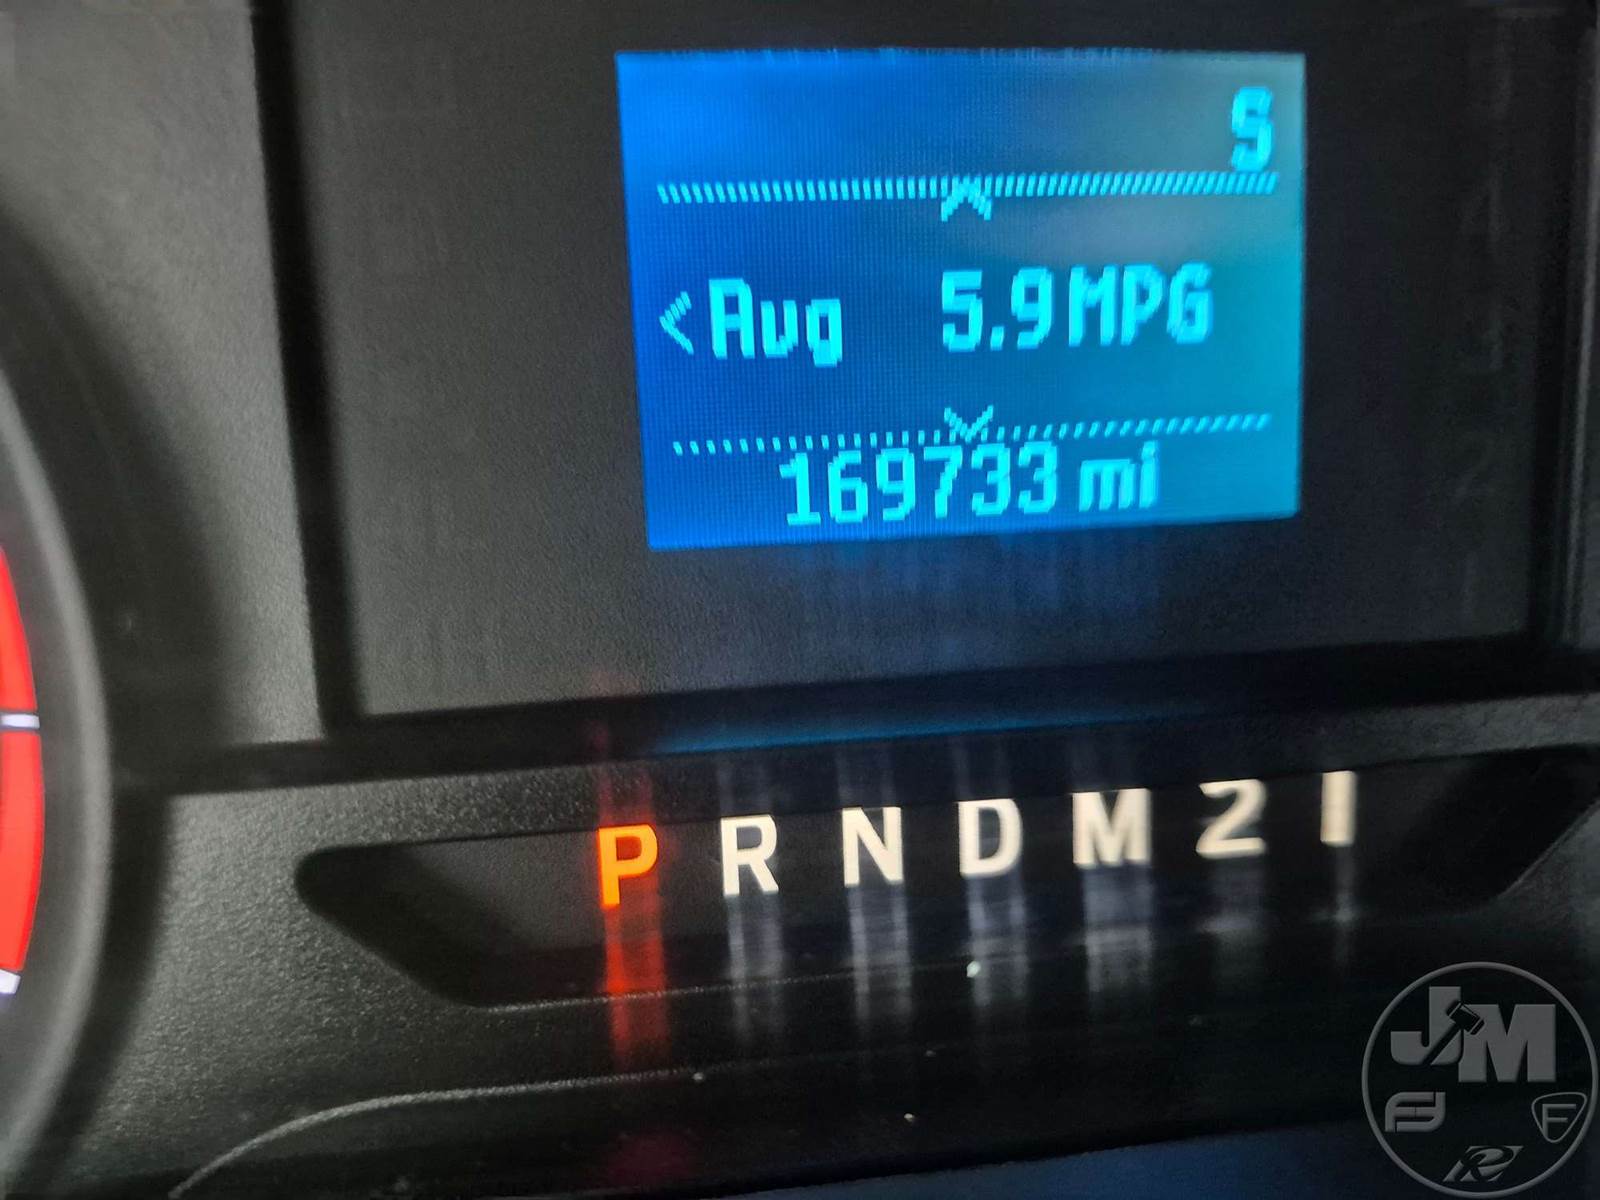 S
<Avg 5.9 MPG
169733 mi
P R N D M 2 1
JM